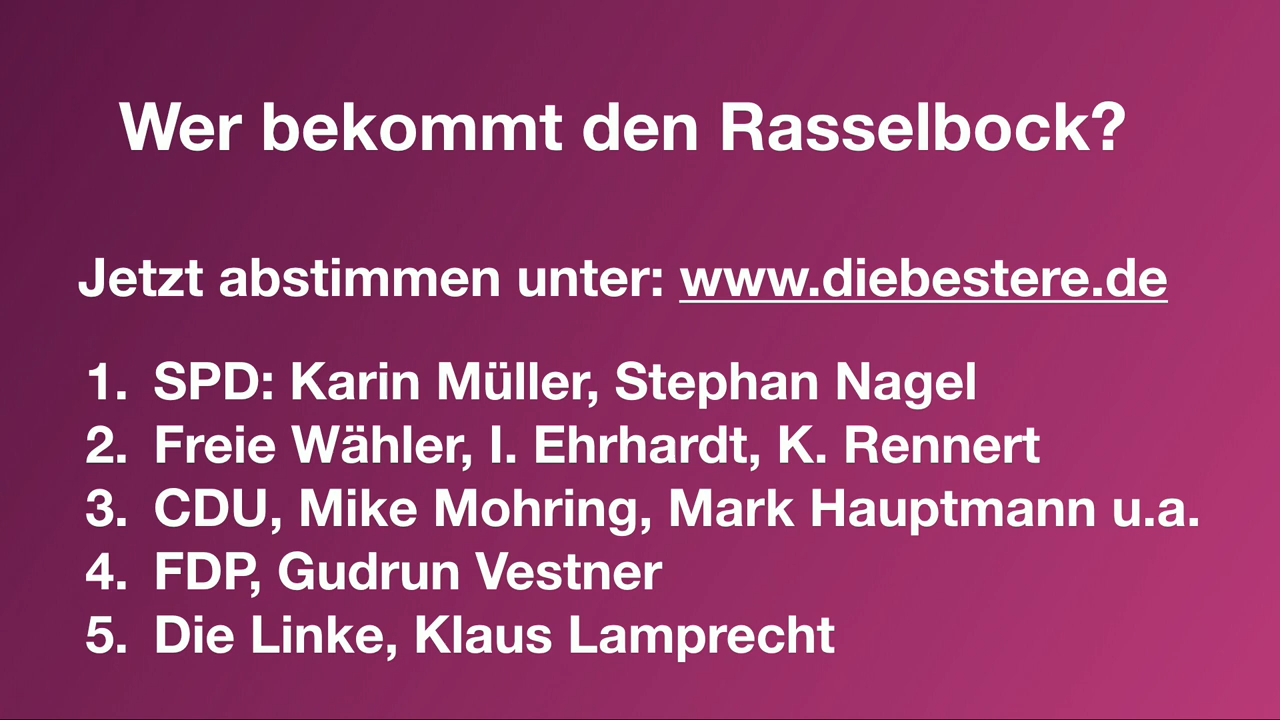 Wer bekommt den Rasselbock?
Jetzt abstimmen unter: www.diebestere.de
1. SPD: Karin Müller, Stephan Nagel
2. Freie Wähler, I. Ehrhardt, K. Rennert
3. CDU, Mike Mohring, Mark Hauptmann u.a.
4. FDP, Gudrun Vestner
5. Die Linke, Klaus Lamprecht